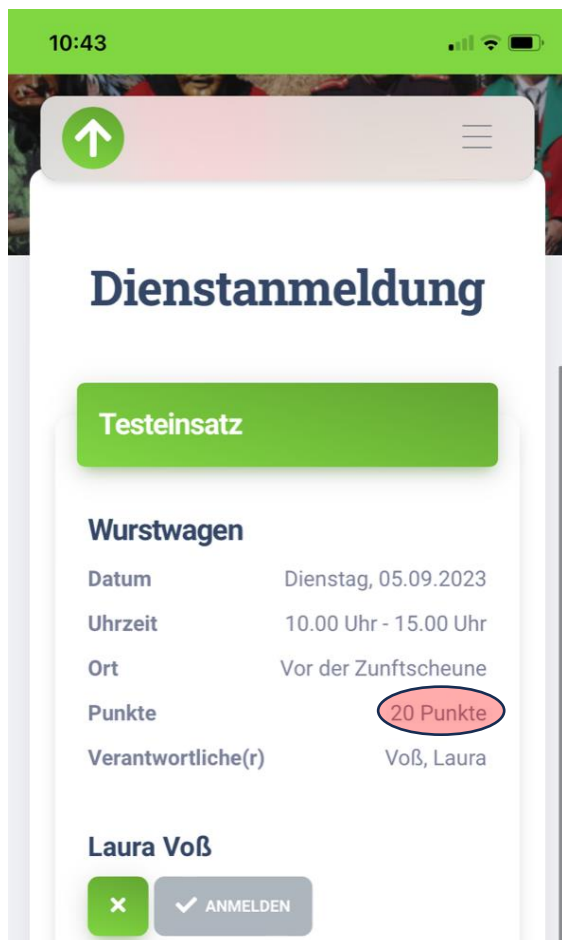 10:43
Dienstanmeldung
Testeinsatz
Wurstwagen
Datum Dienstag, 05.09.2023
Uhrzeit 10.00 Uhr - 15.00 Uhr
Ort Vor der Zunftscheune
Punkte 20 Punkte
Verantwortliche(r) Voß, Laura
Laura Voß
ANMELDEN